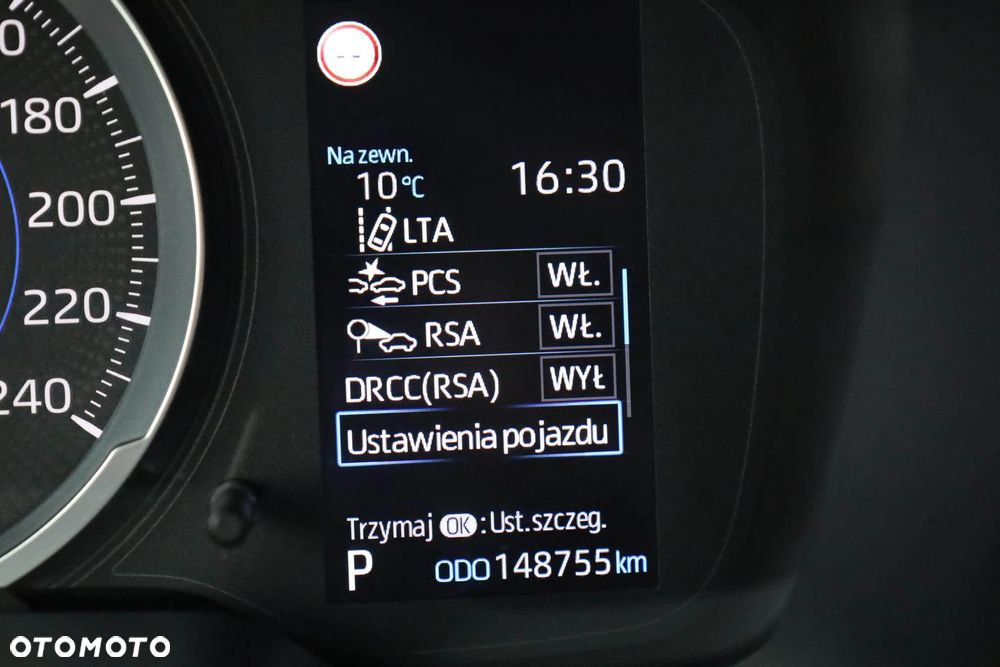 180
200
220
240
--
Na zewn.
10°C
16:30
LTA
PCS WŁ.
RSA WŁ.
DRCC(RSA) WYŁ
Ustawienia pojazdu
Trzymaj OK : Ust. szczeg.
P ODO 148755 km
OTOMOTO